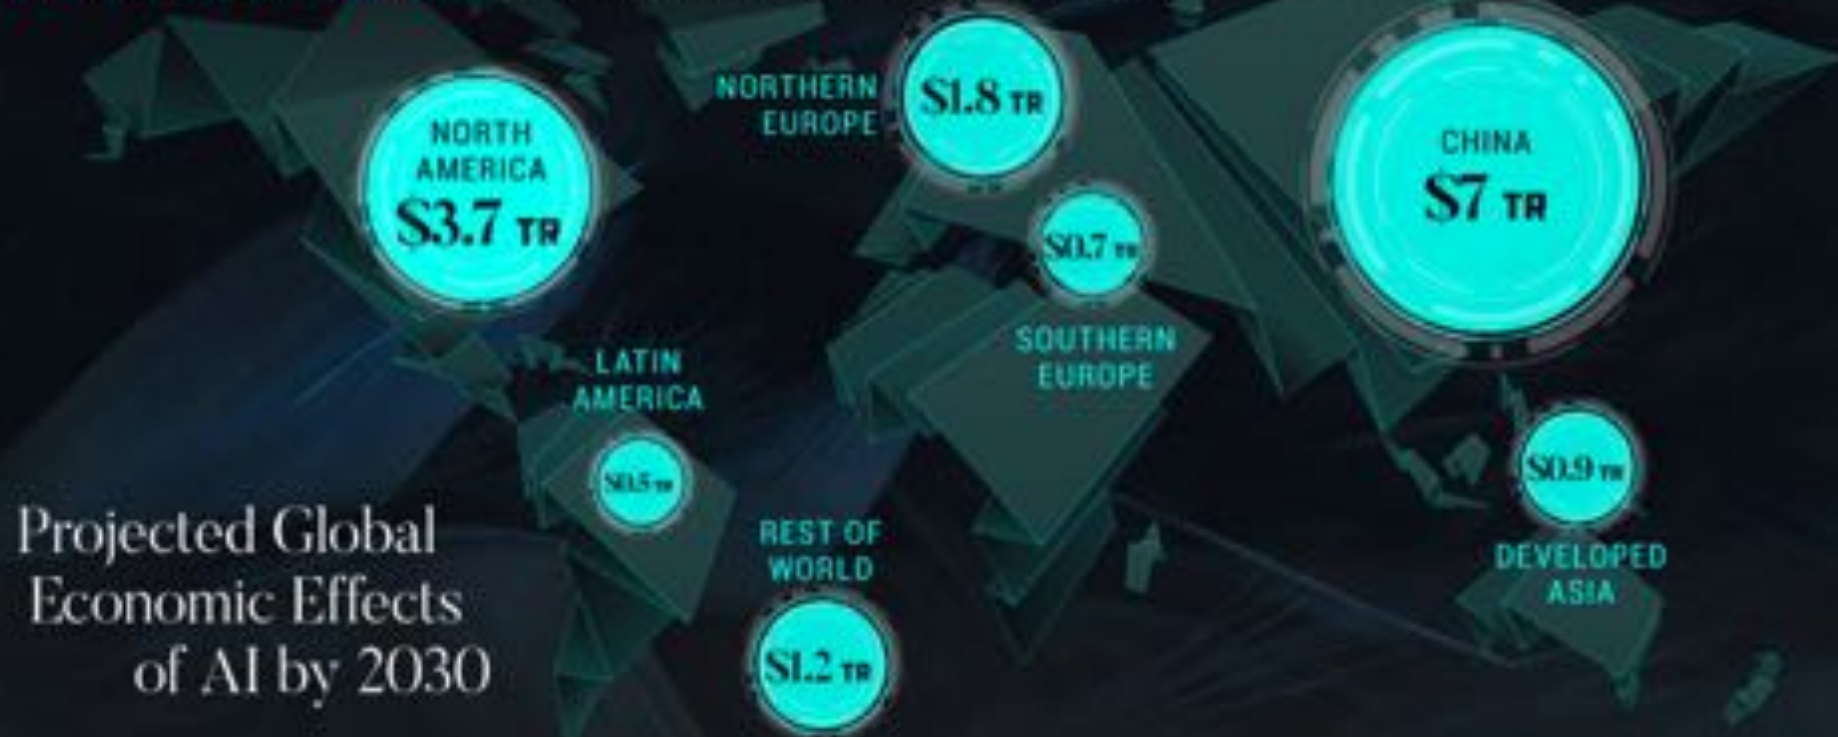 NORTH
AMERICA
$3.7 TR
NORTHERN
EUROPE
$1.8 TR
$0.7 TR
SOUTHERN
EUROPE
CHINA
$7 TR
LATIN
AMERICA
$0.5 TR
REST OF
WORLD
$1.2 TR
$0.9 TR
DEVELOPED
ASIA
Projected Global
Economic Effects
of AI by 2030